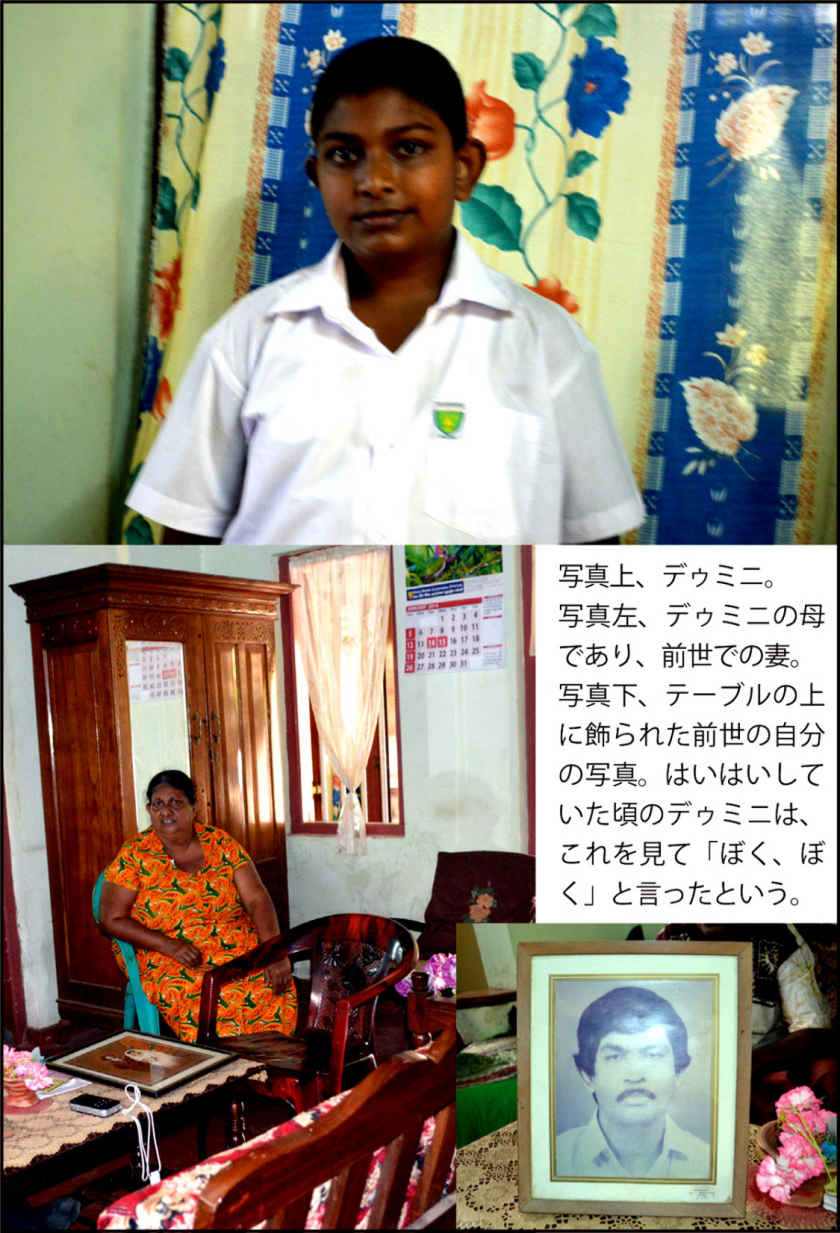 写真上、デゥミニ。
写真左、デゥミニの母
であり、前世での妻。
写真下、テーブルの上
に飾られた前世の自分
の写真。はいはいして
いた頃のデゥミニは、
これを見て「ぼく、ぼ
く」と言ったという。